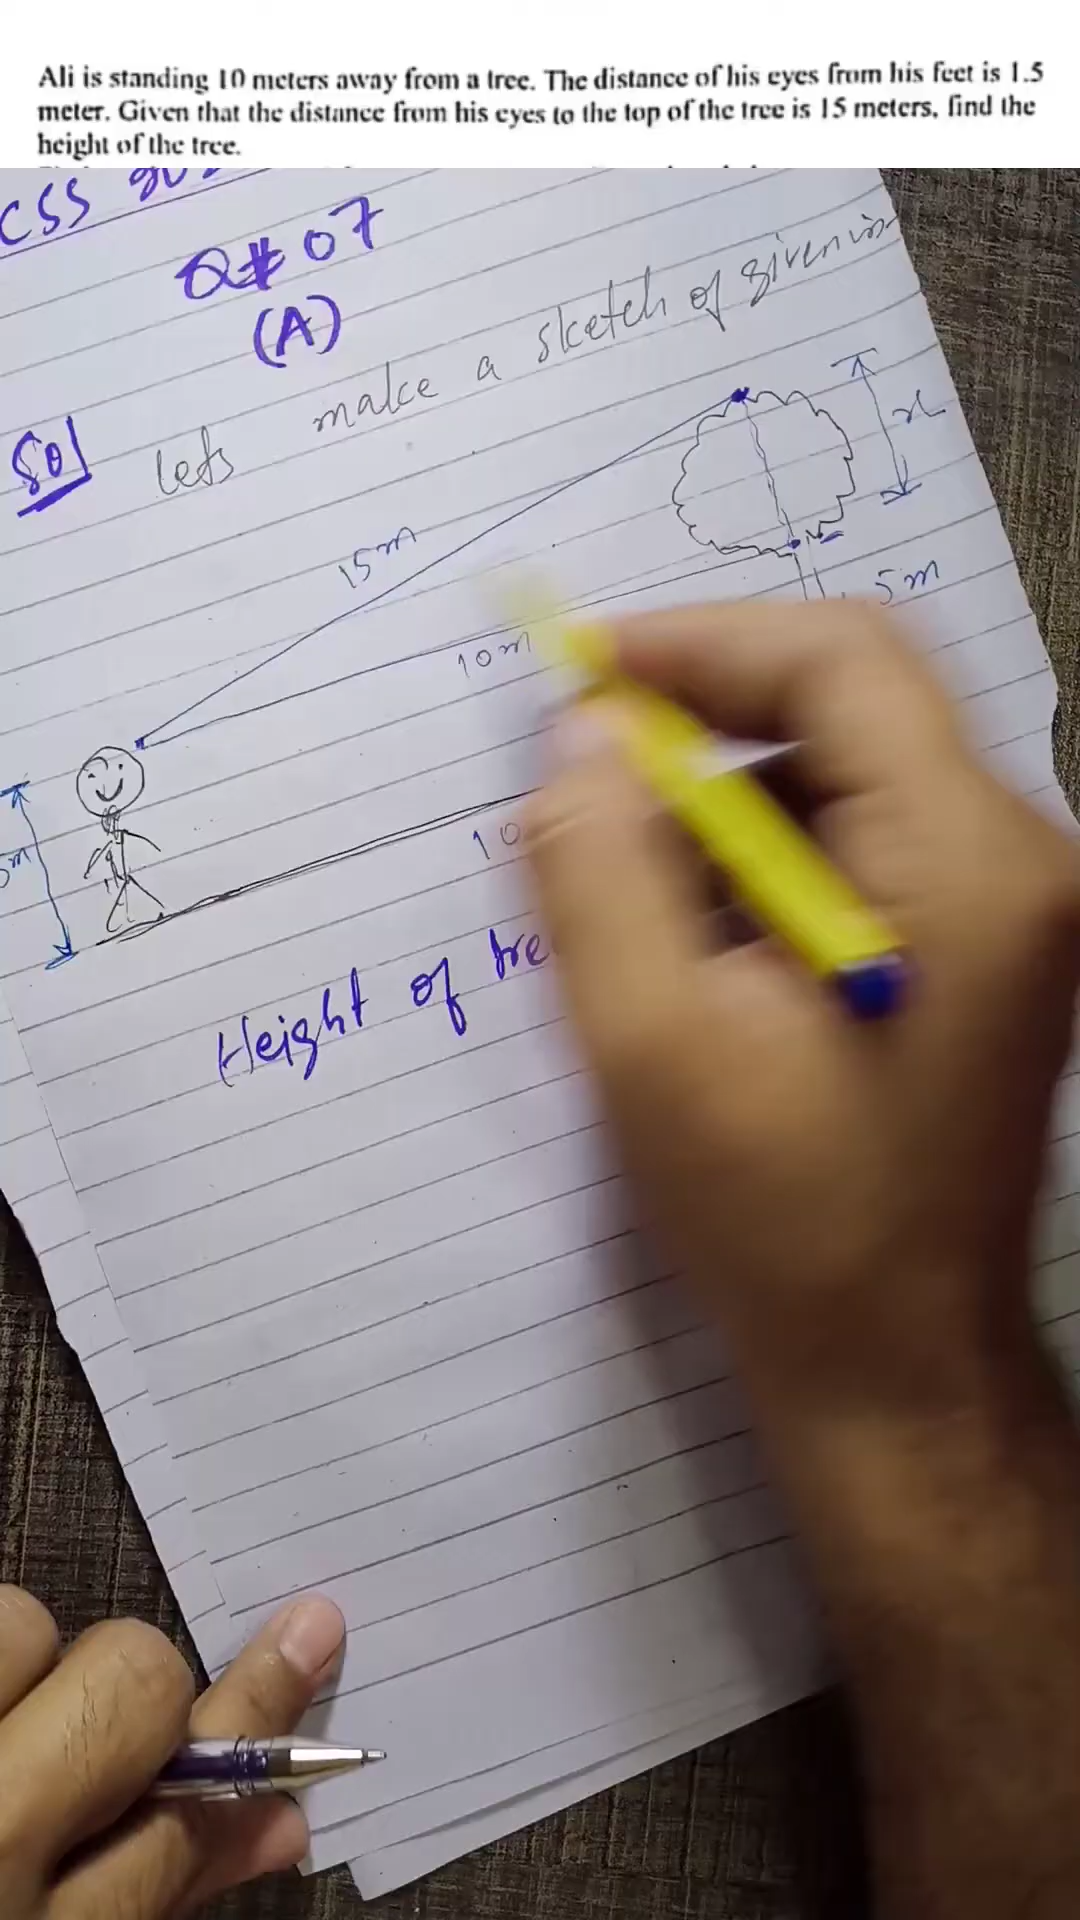 Ali is standing 10 meters away from a tree. The distance of his eyes from his feet is 1.5
meter. Given that the distance from his eyes to the top of the tree is 15 meters, find the
height of the tree.
CSS
Q# 07
(A)
Sol
Lets make a sketch of given
x
15m
5m
10m
10
Height of tre